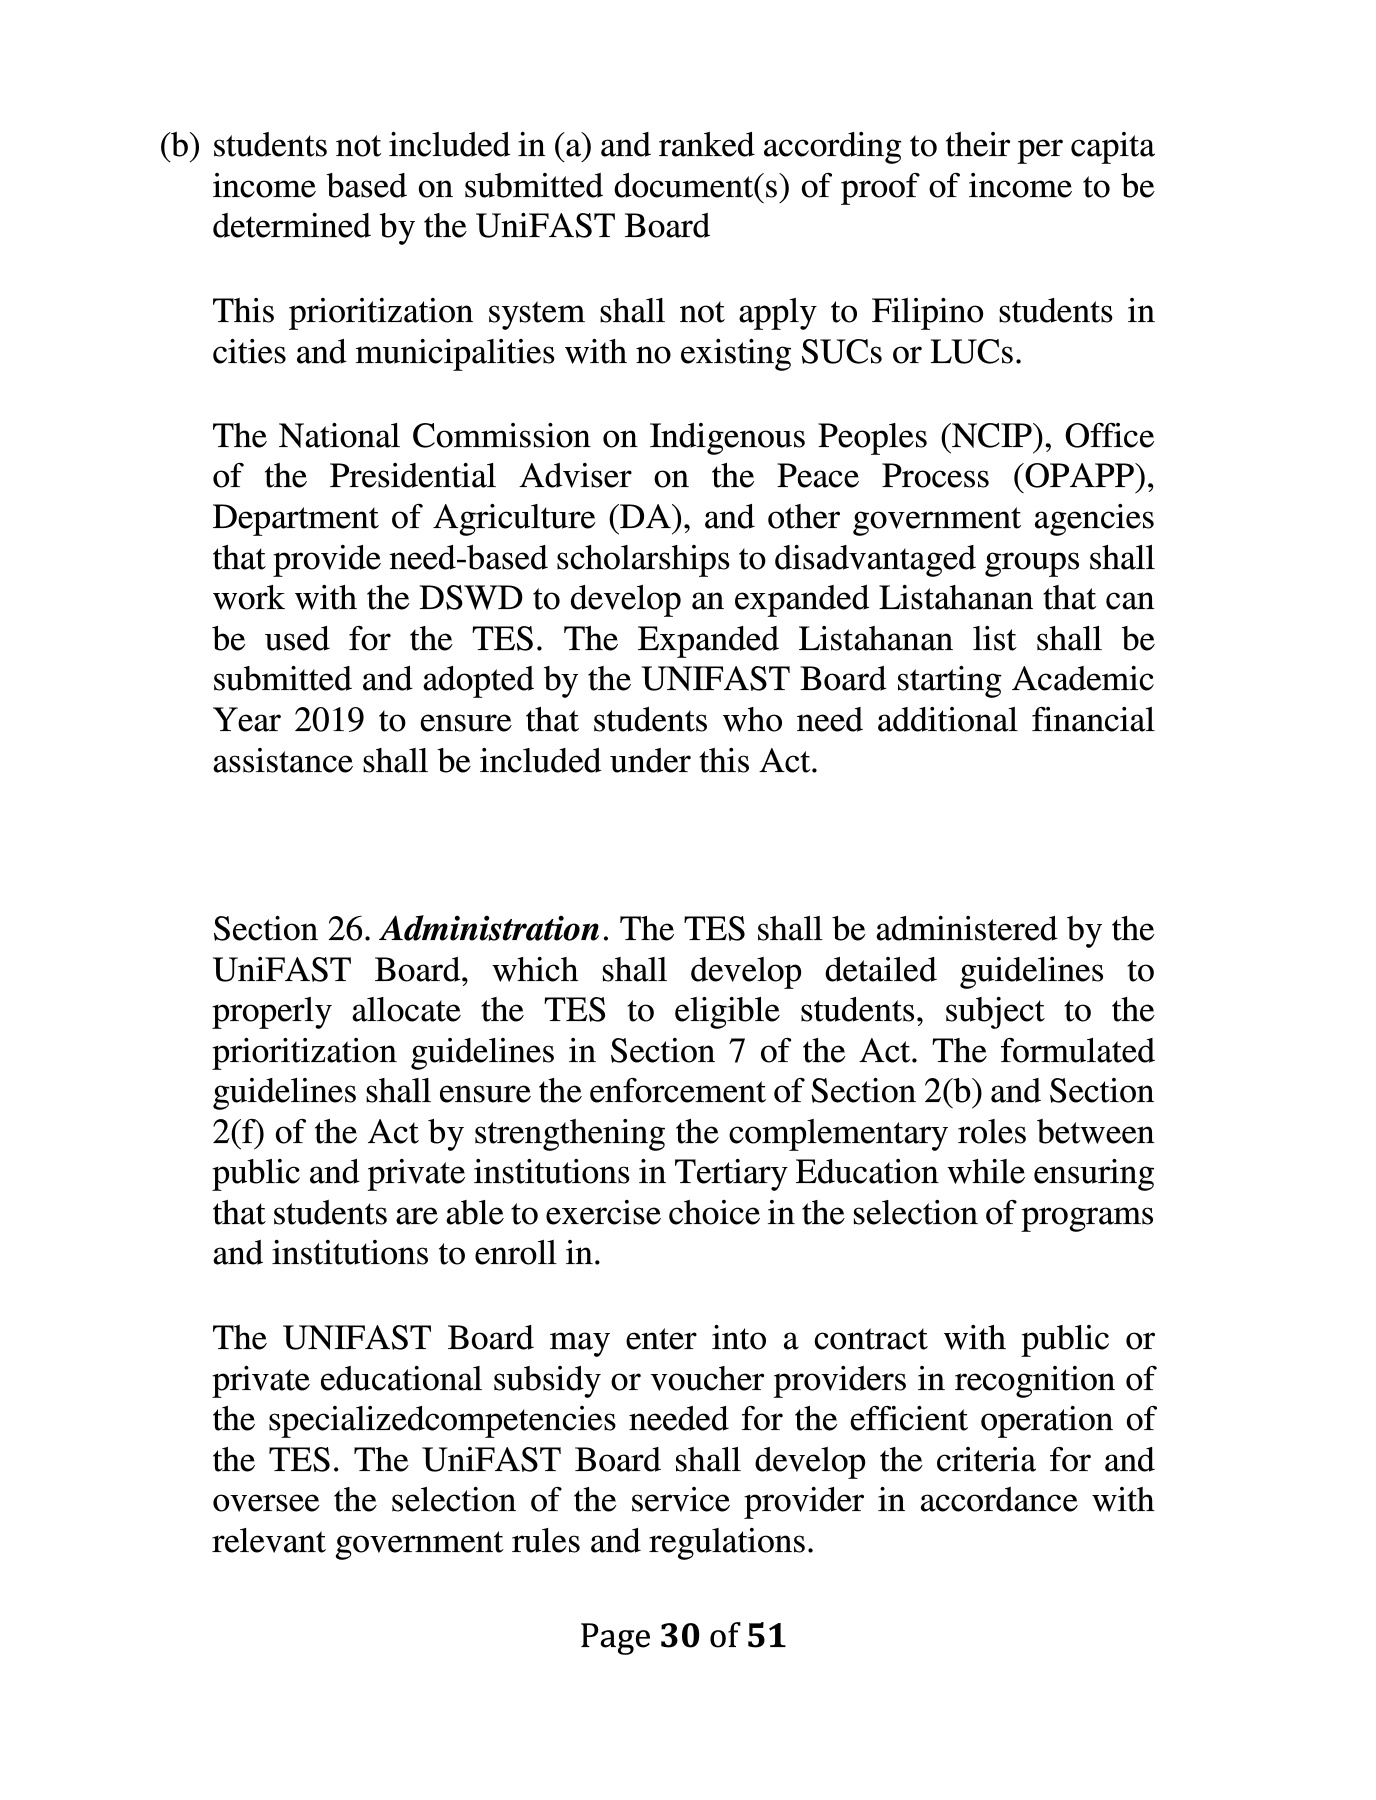 (b) students not included in (a) and ranked according to their per capita
income based on submitted document(s) of proof of income to be
determined by the UniFAST Board
This prioritization system shall not apply to Filipino students in
cities and municipalities with no existing SUCs or LUCs.
The National Commission on Indigenous Peoples (NCIP), Office
of the Presidential Adviser on the Peace Process (OPAPP),
Department of Agriculture (DA), and other government agencies
that provide need-based scholarships to disadvantaged groups shall
work with the DSWD to develop an expanded Listahanan that can
be used for the TES. The Expanded Listahanan list shall be
submitted and adopted by the UNIFAST Board starting Academic
Year 2019 to ensure that students who need additional financial
assistance shall be included under this Act.
Section 26. Administration. The TES shall be administered by the
UniFAST Board, which shall develop detailed guidelines to
properly allocate the TES to eligible students, subject to the
prioritization guidelines in Section 7 of the Act. The formulated
guidelines shall ensure the enforcement of Section 2(b) and Section
2(f) of the Act by strengthening the complementary roles between
public and private institutions in Tertiary Education while ensuring
that students are able to exercise choice in the selection of programs
and institutions to enroll in.
The UNIFAST Board may enter into a contract with public or
private educational subsidy or voucher providers in recognition of
the specializedcompetencies needed for the efficient operation of
the TES. The UniFAST Board shall develop the criteria for and
oversee the selection of the service provider in accordance with
relevant government rules and regulations.
Page 30 of 51